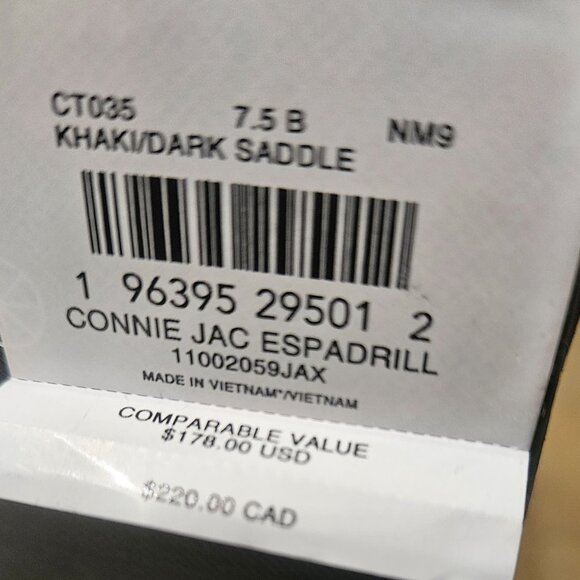 CT035 7.5 B NM9
KHAKI/DARK SADDLE
1 96395 29501 2
CONNIE JAC ESPADRILL
11002059JAX
MADE IN VIETNAM*/VIETNAM
COMPARABLE VALUE
$178.00 USD
$220.00 CAD